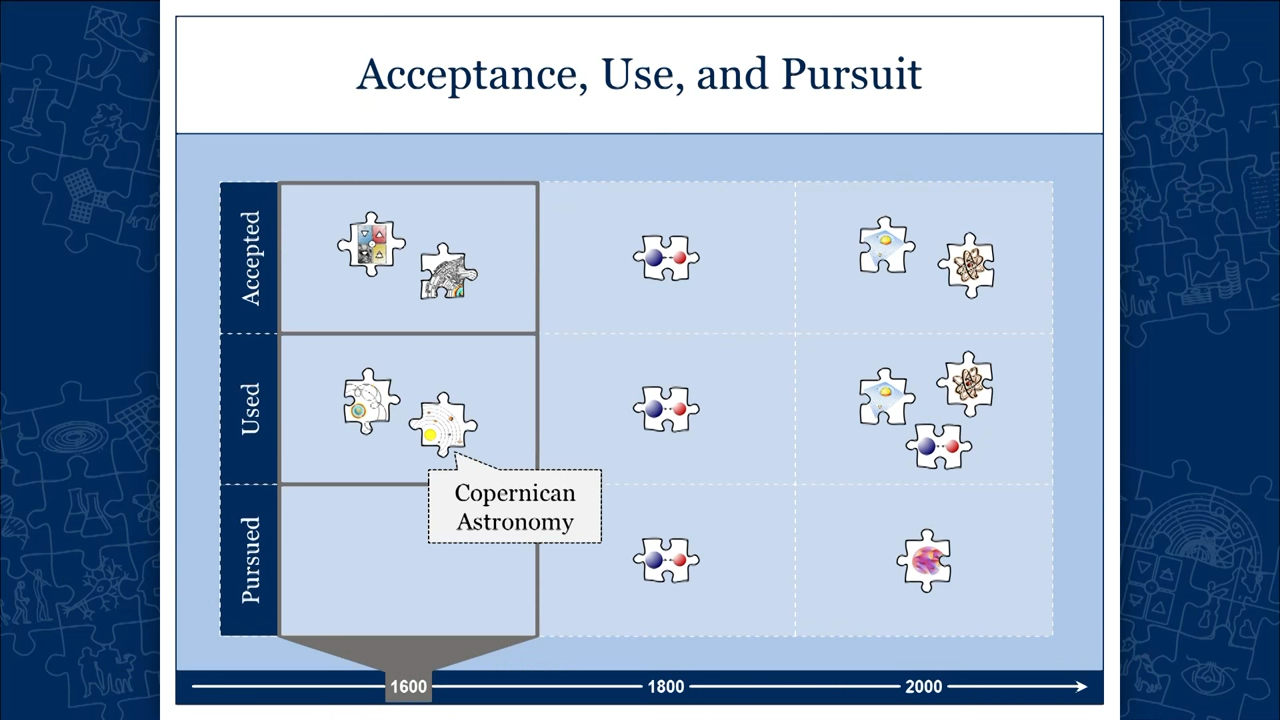 Acceptance, Use, and Pursuit
Accepted
Used
Copernican
Astronomy
Pursued
1600
1800
2000